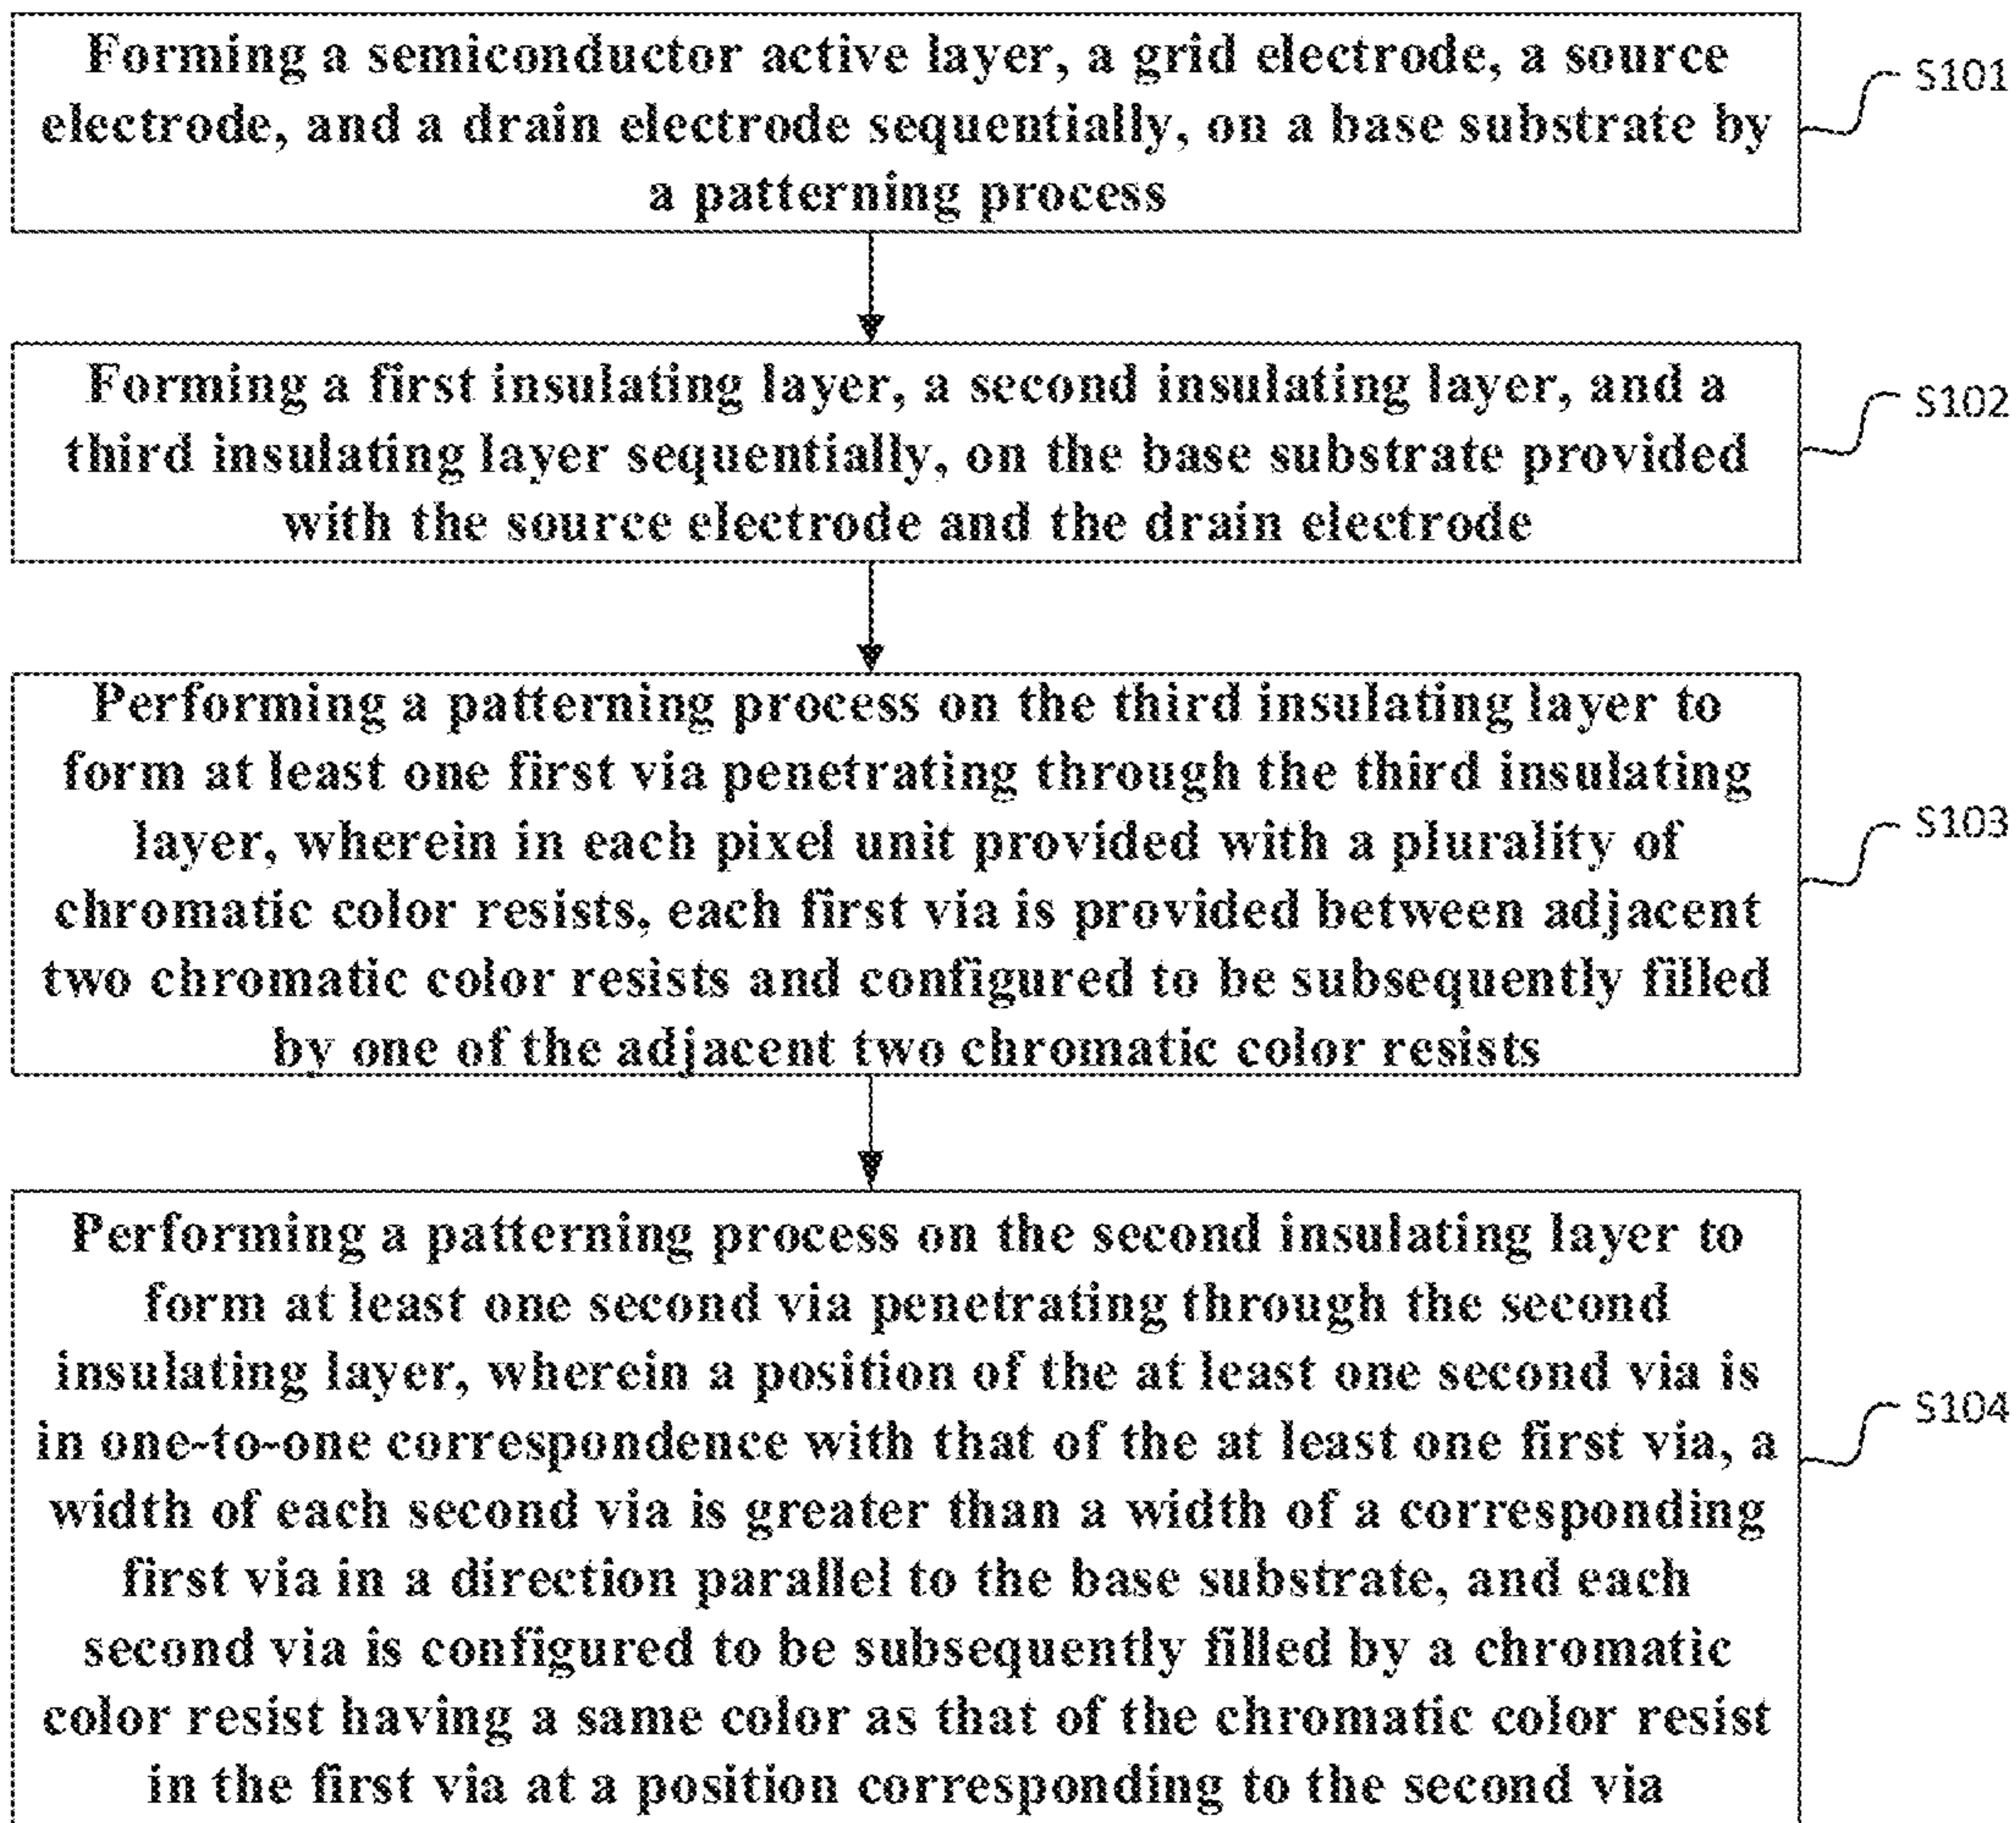 Forming a semiconductor active layer, a grid electrode, a source
electrode, and a drain electrode sequentially, on a base substrate by
a patterning process
S101
Forming a first insulating layer, a second insulating layer, and a
third insulating layer sequentially, on the base substrate provided
with the source electrode and the drain electrode
S102
Performing a patterning process on the third insulating layer to
form at least one first via penetrating through the third insulating
layer, wherein in each pixel unit provided with a plurality of
chromatic color resists, each first via is provided between adjacent
two chromatic color resists and configured to be subsequently filled
by one of the adjacent two chromatic color resists
S103
Performing a patterning process on the second insulating layer to
form at least one second via penetrating through the second
insulating layer, wherein a position of the at least one second via is
in one-to-one correspondence with that of the at least one first via, a
width of each second via is greater than a width of a corresponding
first via in a direction parallel to the base substrate, and each
second via is configured to be subsequently filled by a chromatic
color resist having a same color as that of the chromatic color resist
in the first via at a position corresponding to the second via
S104